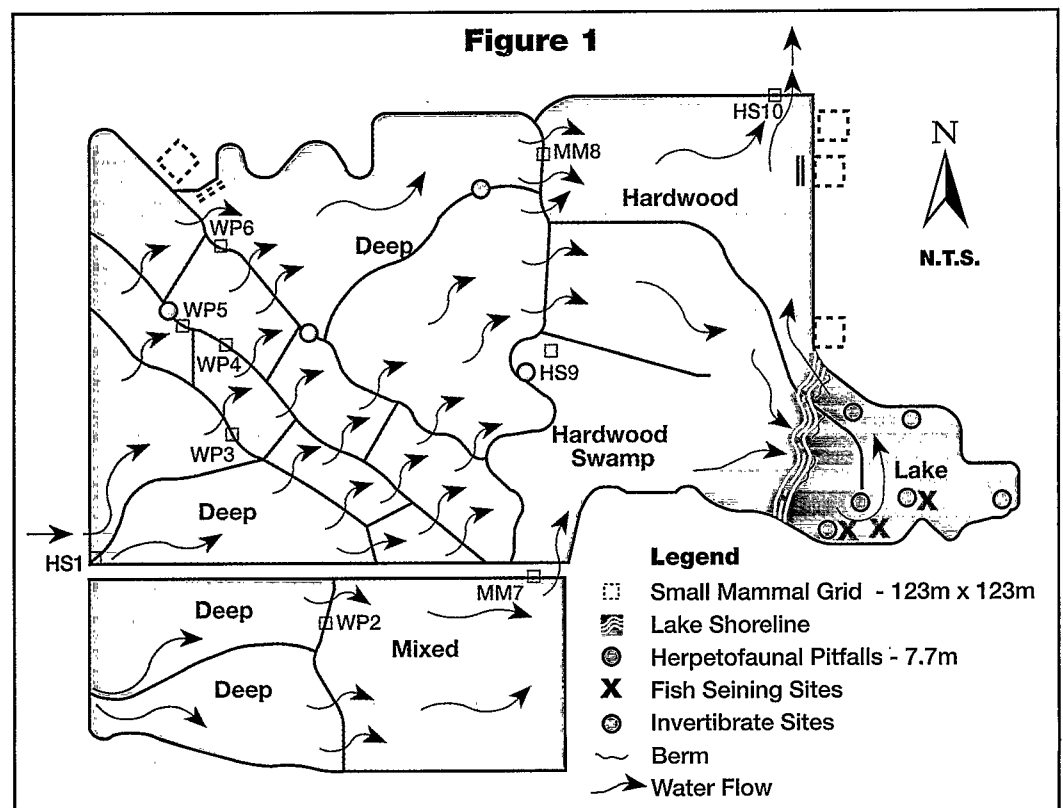 Figure 1
HS10
MM8
N
Hardwood
N.T.S.
WP6
Deep
WP5
WP4
HS9
WP3
Hardwood
Swamp
Lake
Deep
HS1
Legend
MM7
Small Mammal Grid - 123m x 123m
Deep
WP2
Lake Shoreline
Mixed
Herpetofaunal Pitfalls - 7.7m
Deep
Fish Seining Sites
Invertibrate Sites
Berm
Water Flow